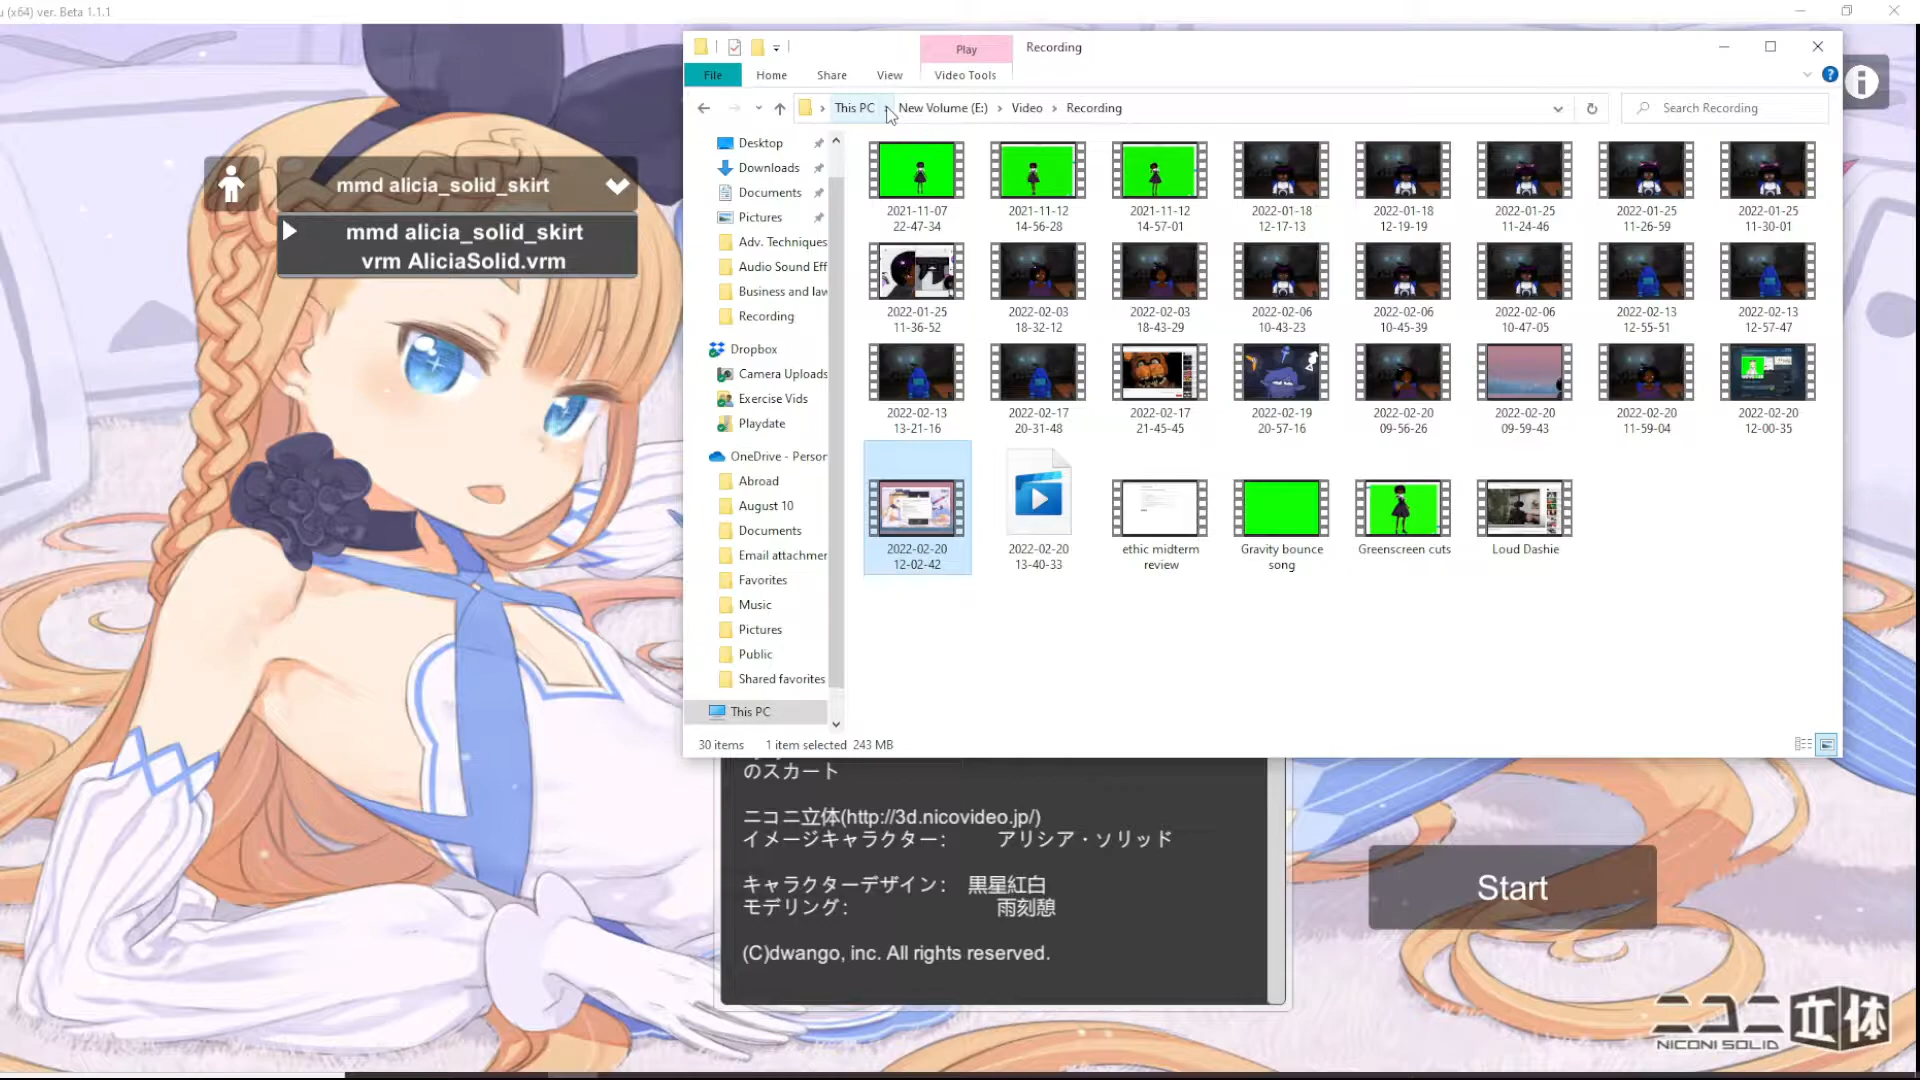 u (x64) ver. Beta 1.1.1
mmd alicia_solid_skirt
mmd alicia_solid_skirt
vrm AliciaSolid.vrm
Play
Recording
File
Home
Share
View
Video Tools
This PC
New Volume (E:)
Video
Recording
Search Recording
Desktop
Downloads
Documents
Pictures
Adv. Techniques
Audio Sound Eff
Business and law
Recording
Dropbox
Camera Uploads
Exercise Vids
Playdate
OneDrive - Person
Abroad
August 10
Documents
Email attachmen
Favorites
Music
Pictures
Public
Shared favorites
This PC
2021-11-07
22-47-34
2021-11-12
14-56-28
2021-11-12
14-57-01
2022-01-18
12-17-13
2022-01-18
12-19-19
2022-01-25
11-24-46
2022-01-25
11-26-59
2022-01-25
11-30-01
2022-01-25
11-36-52
2022-02-03
18-32-12
2022-02-03
18-43-29
2022-02-06
10-43-23
2022-02-06
10-45-39
2022-02-06
10-47-05
2022-02-13
12-55-51
2022-02-13
12-57-47
2022-02-13
13-21-16
2022-02-17
20-31-48
2022-02-17
21-45-45
2022-02-19
20-57-16
2022-02-20
09-56-26
2022-02-20
09-59-43
2022-02-20
11-59-04
2022-02-20
12-00-35
2022-02-20
12-02-42
2022-02-20
13-40-33
ethic midterm
review
Gravity bounce
song
Greenscreen cuts
Loud Dashie
30 items
1 item selected 243 MB
のスカート
ニコニ立体(http://3d.nicovideo.jp/)
イメージキャラクター： アリシア・ソリッド
キャラクターデザイン： 黒星紅白
モデリング： 雨刻憩
(C)dwango, inc. All rights reserved.
Start
ニコニ立体
NICONI SOLID